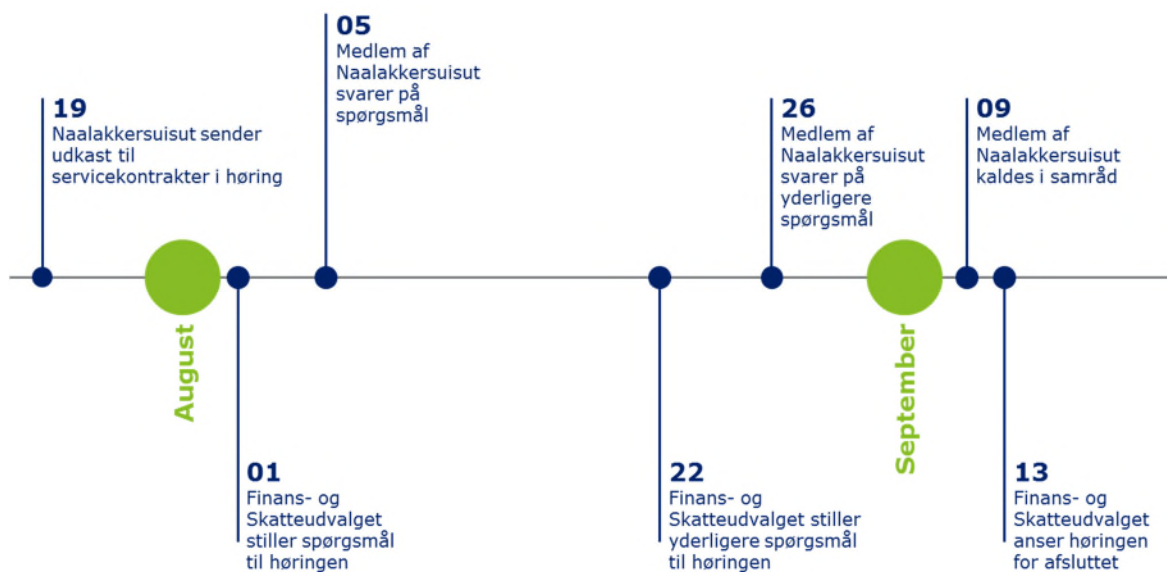 19
Naalakkersuisut sender
udkast til
servicekontrakter i høring
August
01
Finans- og
Skatteudvalget
stiller spørgsmål
til høringen
05
Medlem af
Naalakkersuisut
svarer på
spørgsmål
22
Finans- og
Skatteudvalget stiller
yderligere spørgsmål
til høringen
26
Medlem af
Naalakkersuisut
svarer på
yderligere
spørgsmål
September
09
Medlem af
Naalakkersuisut
kaldes i samråd
13
Finans- og
Skatteudvalget
anser høringen
for afsluttet